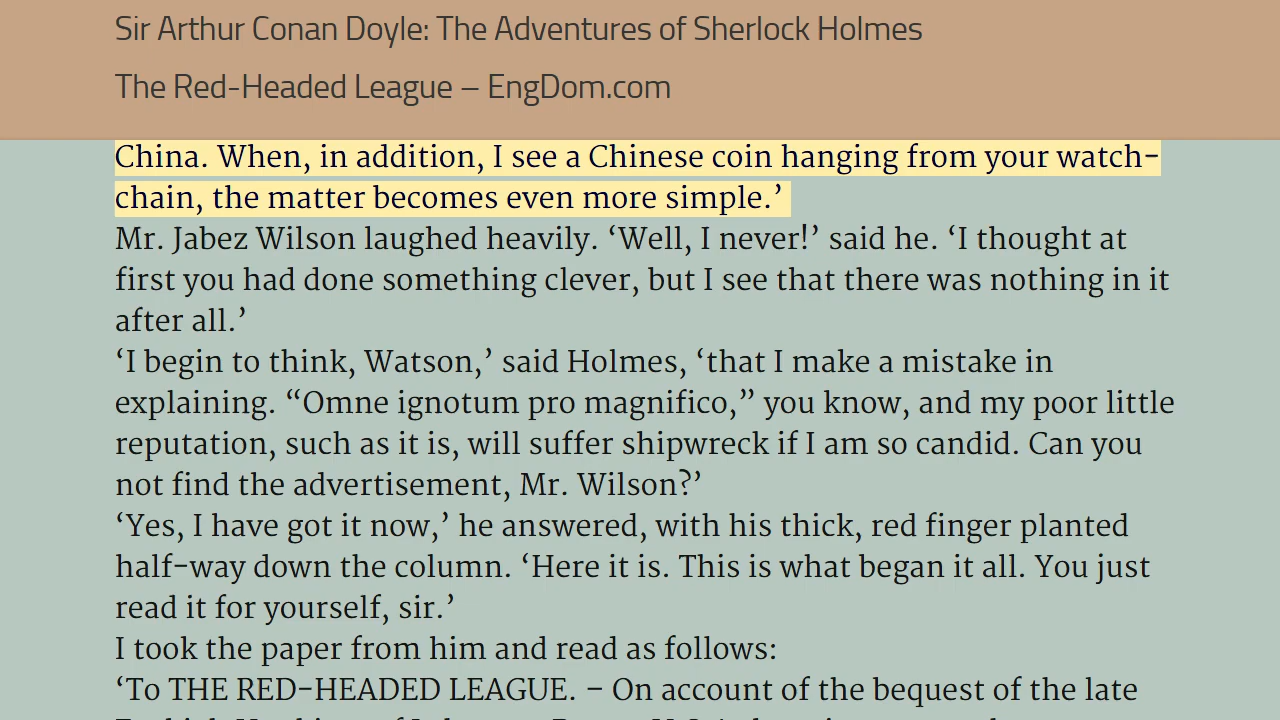 Sir Arthur Conan Doyle: The Adventures of Sherlock Holmes
The Red-Headed League – EngDom.com
China. When, in addition, I see a Chinese coin hanging from your watch-
chain, the matter becomes even more simple.’
Mr. Jabez Wilson laughed heavily. ‘Well, I never!’ said he. ‘I thought at
first you had done something clever, but I see that there was nothing in it
after all.’
‘I begin to think, Watson,’ said Holmes, ‘that I make a mistake in
explaining. “Omne ignotum pro magnifico,” you know, and my poor little
reputation, such as it is, will suffer shipwreck if I am so candid. Can you
not find the advertisement, Mr. Wilson?’
‘Yes, I have got it now,’ he answered, with his thick, red finger planted
half-way down the column. ‘Here it is. This is what began it all. You just
read it for yourself, sir.’
I took the paper from him and read as follows:
‘To THE RED-HEADED LEAGUE. – On account of the bequest of the late